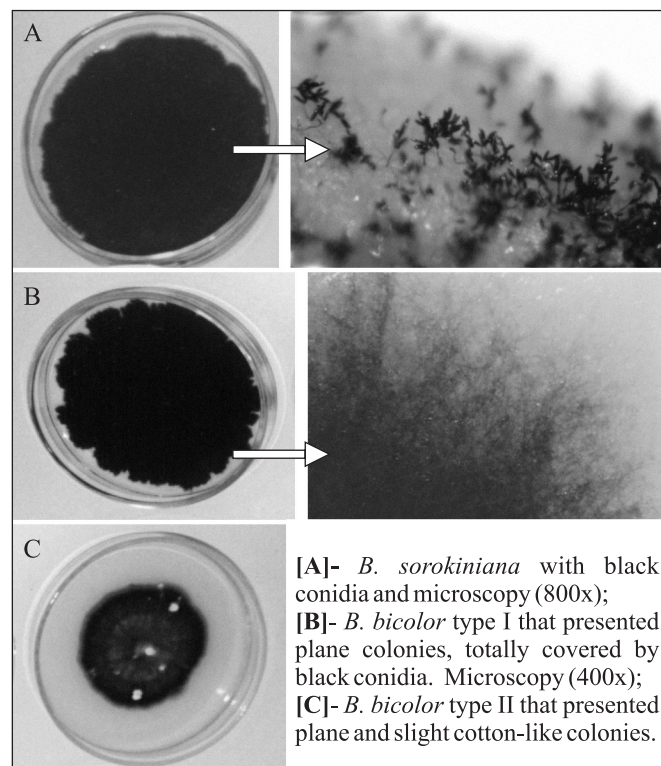 A
B
C
[A]- B. sorokiniana with black
conidia and microscopy (800x);
[B]- B. bicolor type I that presented
plane colonies, totally covered by
black conidia. Microscopy (400x);
[C]- B. bicolor type II that presented
plane and slight cotton-like colonies.